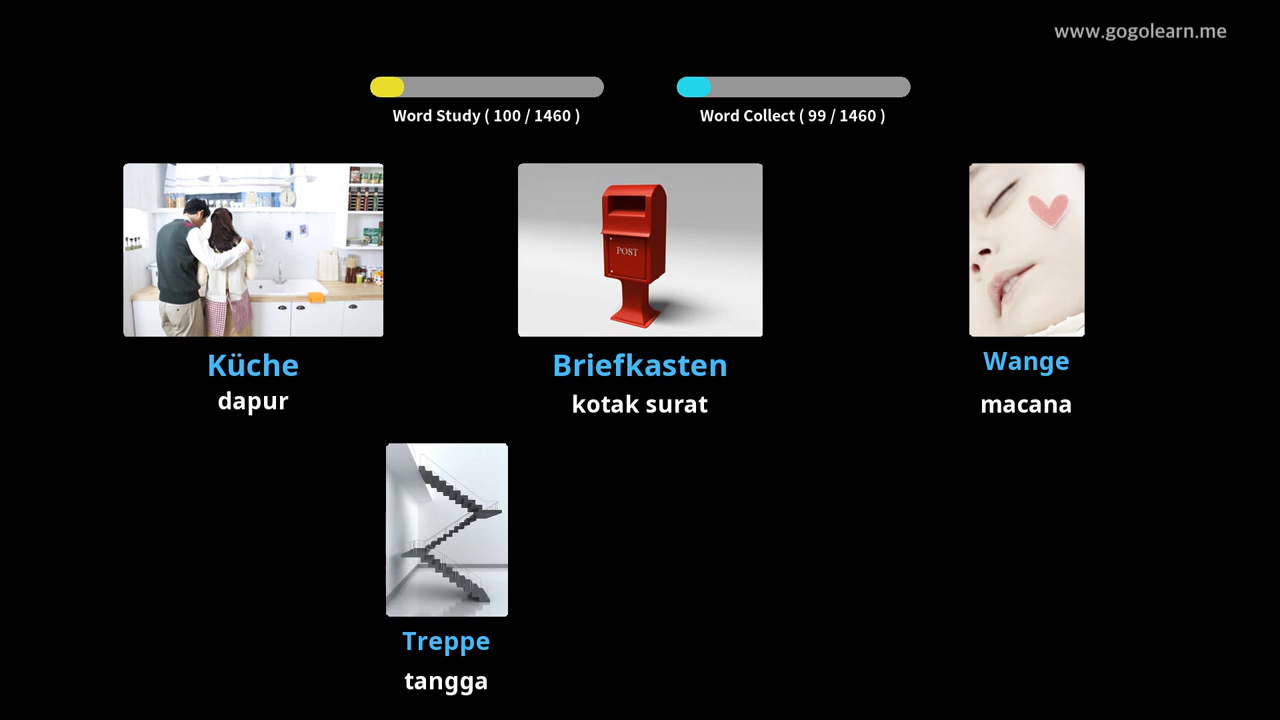 www.gogolearn.me
Word Study ( 100 / 1460 )
Word Collect ( 99 / 1460 )
POST
Küche
dapur
Briefkasten
kotak surat
Wange
macana
Treppe
tangga